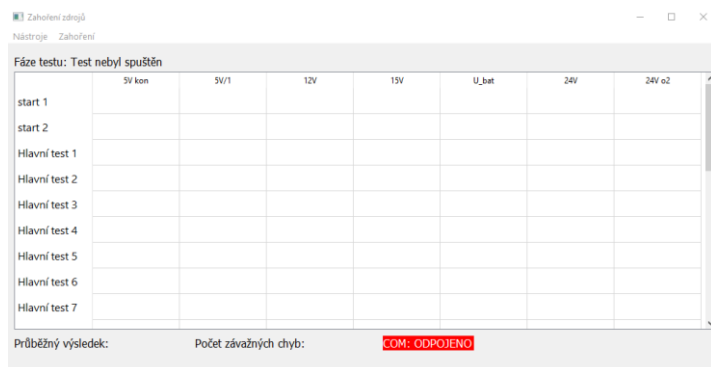 Zahoření zdrojů
Nástroje Zahoření
Fáze testu: Test nebyl spuštěn
5V kon 5V/1 12V 15V U_bat 24V 24V o2
start 1
start 2
Hlavní test 1
Hlavní test 2
Hlavní test 3
Hlavní test 4
Hlavní test 5
Hlavní test 6
Hlavní test 7
Průběžný výsledek: Počet závažných chyb: COM: ODPOJENO